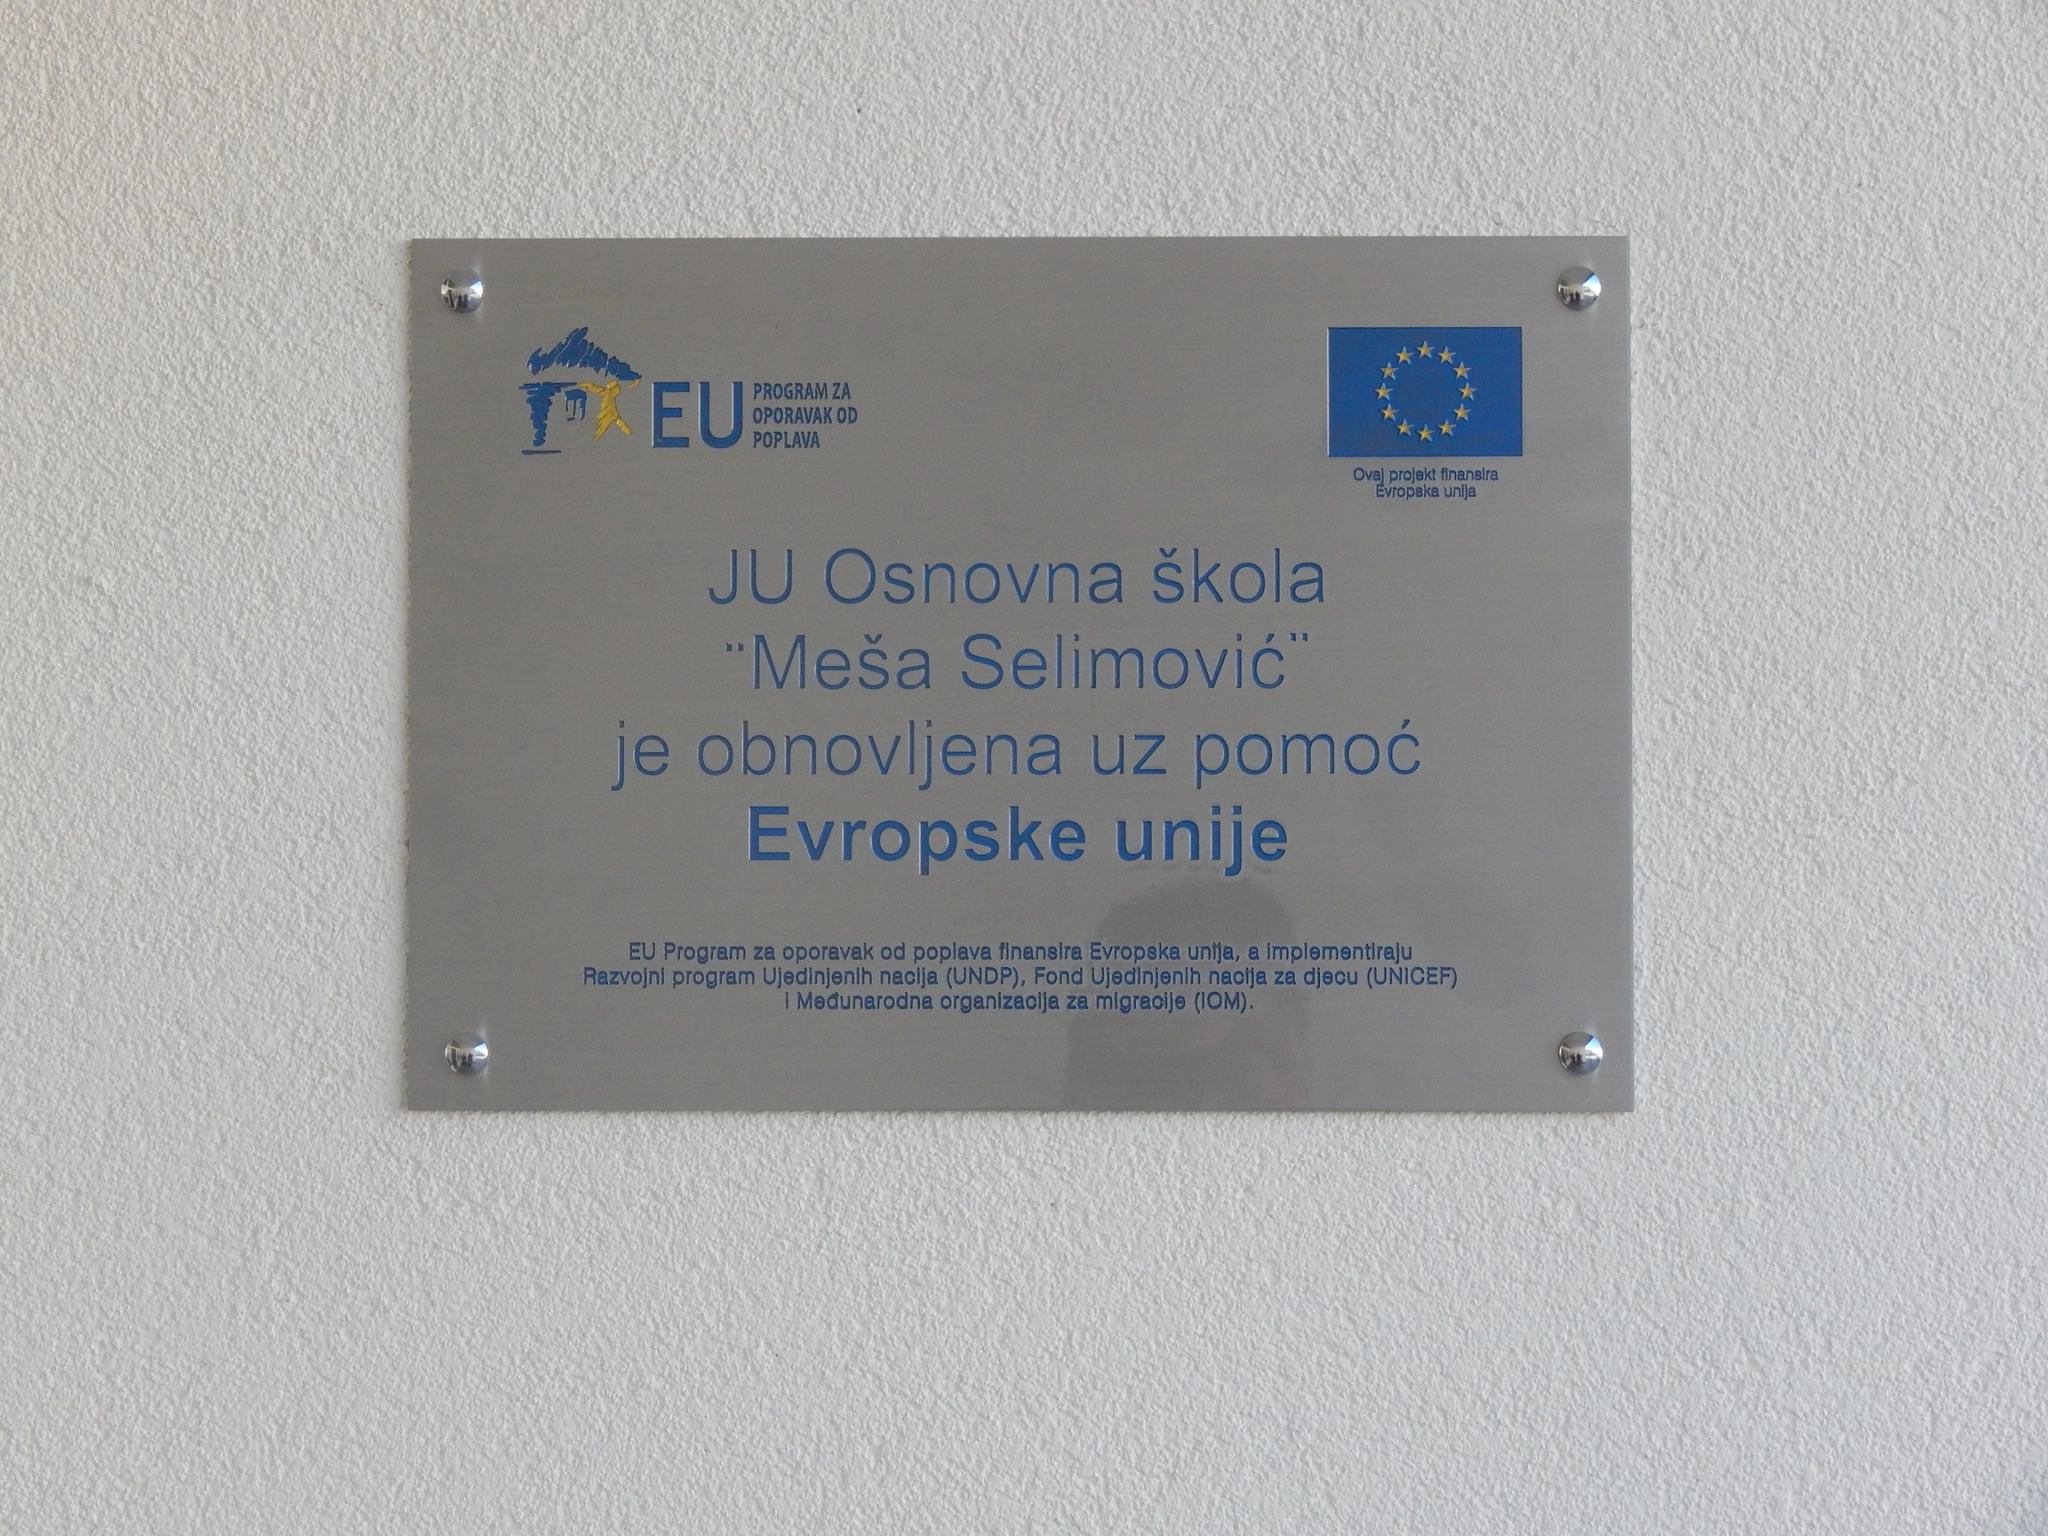 EU PROGRAM ZA
OPORAVAK OD
POPLAVA
Ovaj projekt finansira
Evropska unija
JU Osnovna škola
¨Meša Selimović¨
je obnovljena uz pomoć
Evropske unije
EU Program za oporavak od poplava finansira Evropska unija, a implementiraju
Razvojni program Ujedinjenih nacija (UNDP), Fond Ujedinjenih nacija za djecu (UNICEF)
i Međunarodna organizacija za migracije (IOM).